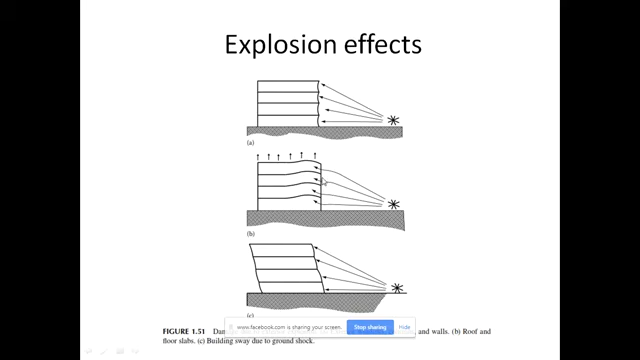 Explosion effects
(a)
(b)
(c)
FIGURE 1.51 and walls. (b) Roof and
www.facebook.com is sharing your screen. Stop sharing Hide
floor slabs. (c) Building sway due to ground shock.